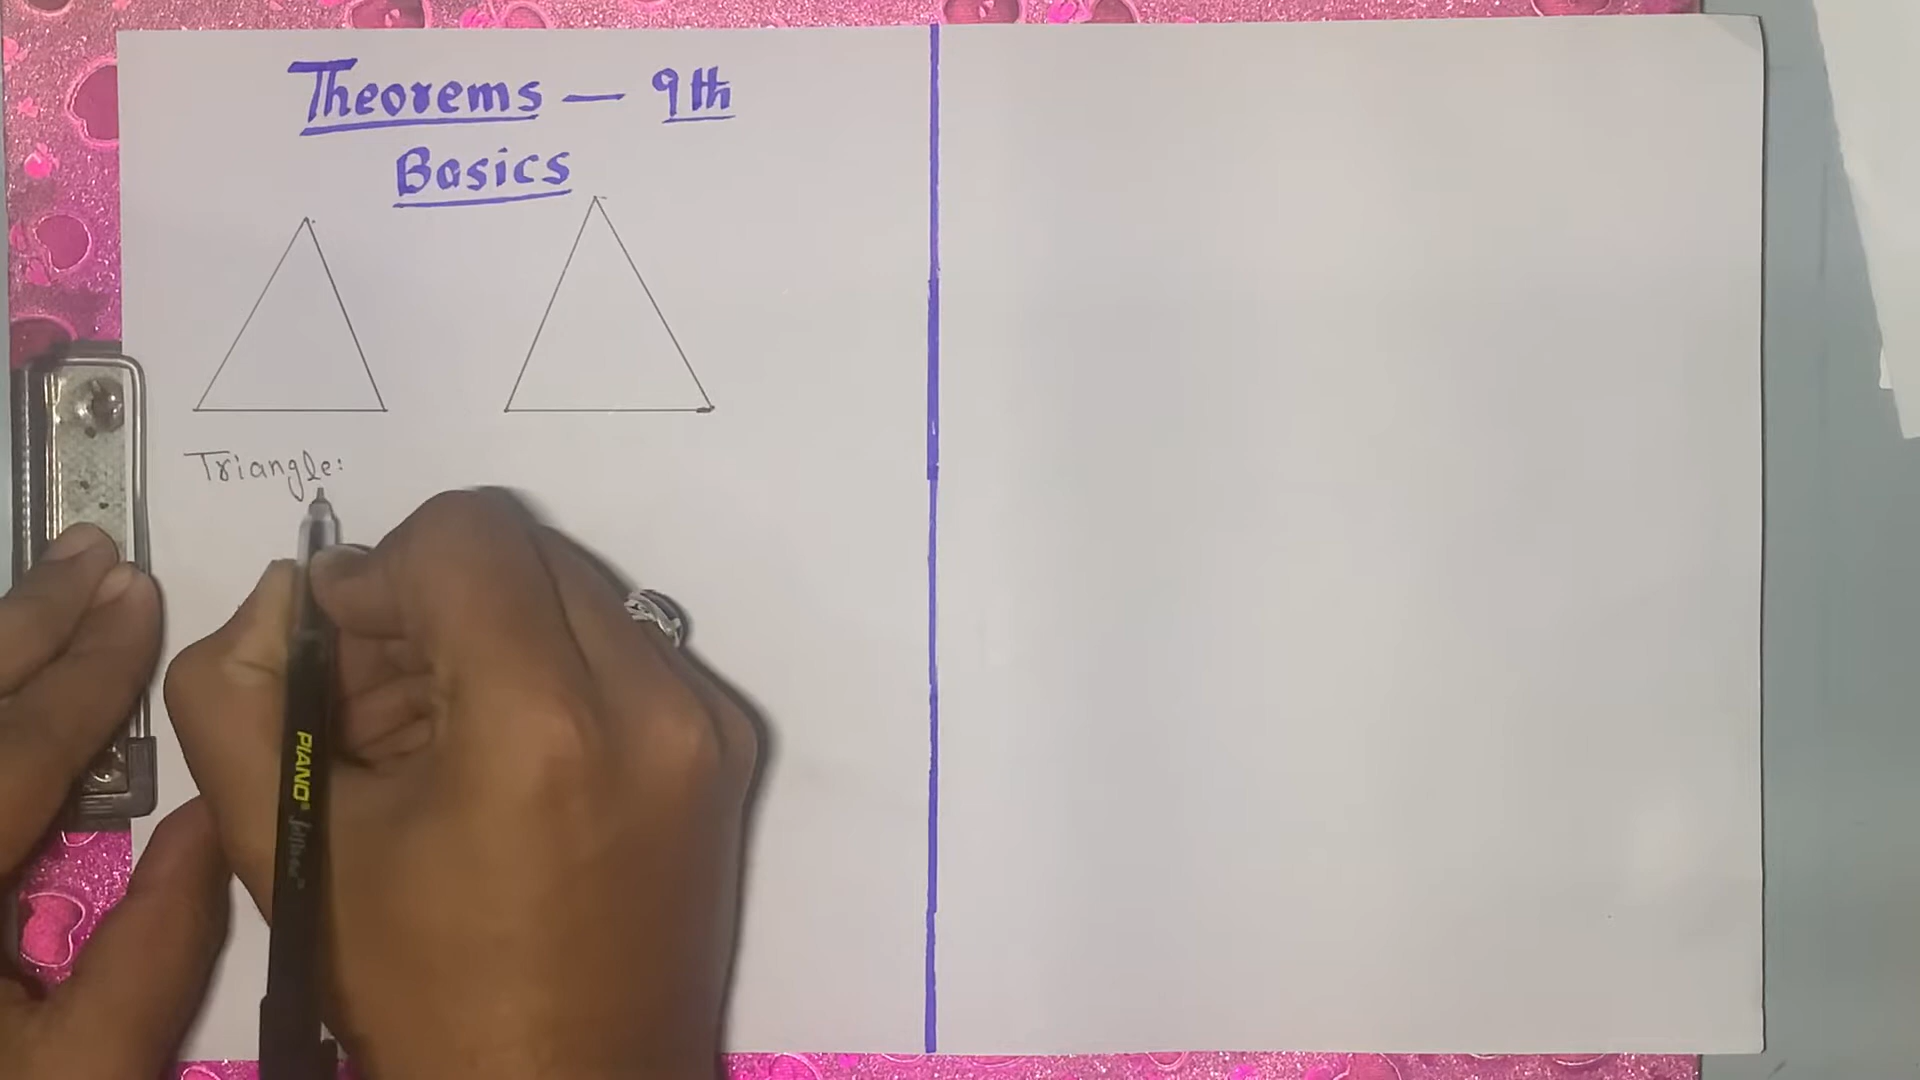 Theorems — 9th
Basics
Triangle:
PIANO